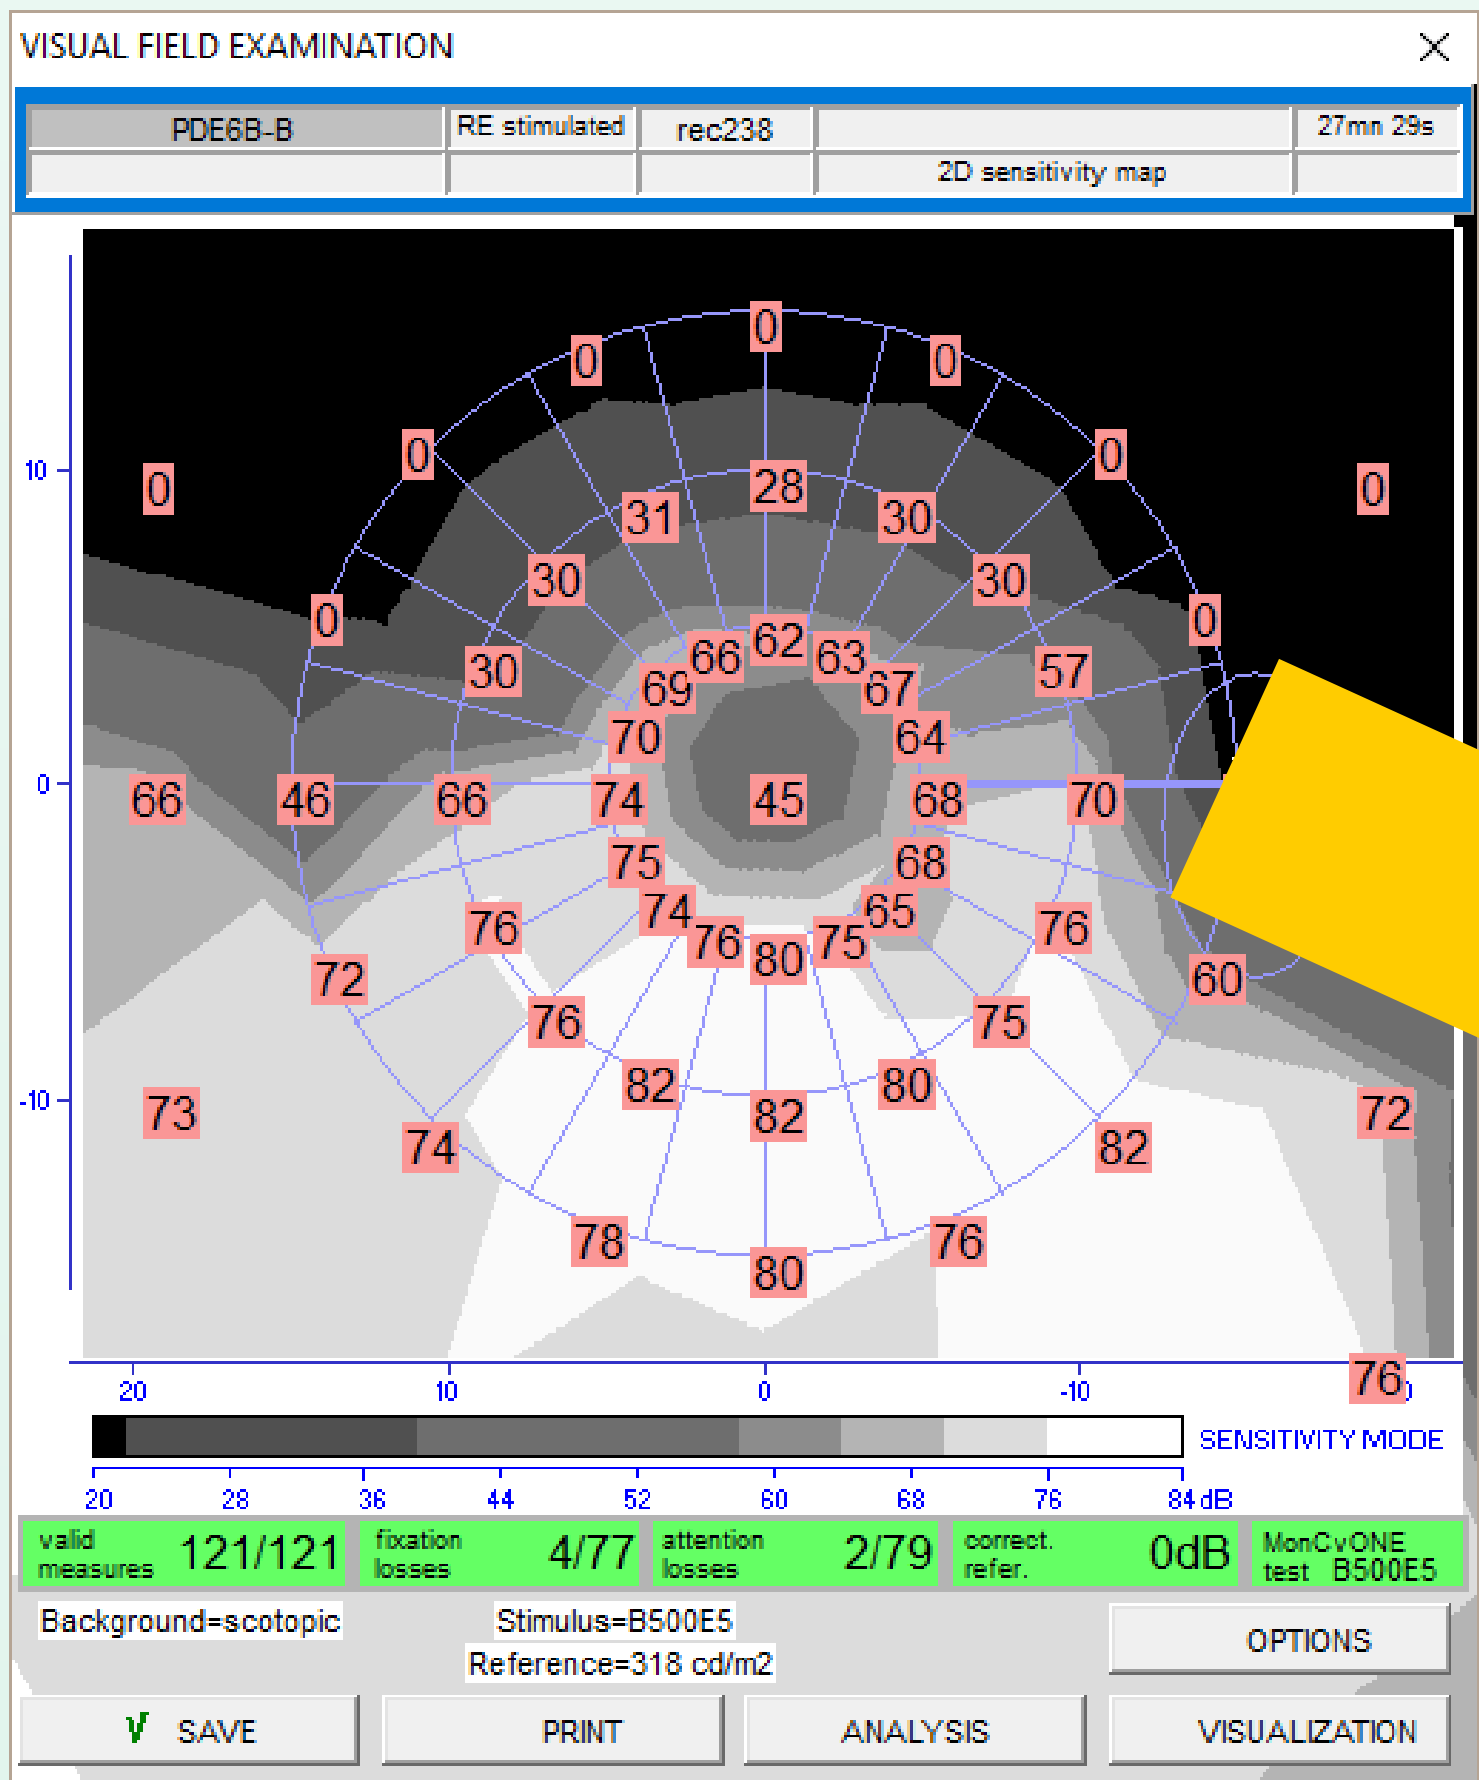 VISUAL FIELD EXAMINATION
PDE6B-B RE stimulated rec238 27mn 29s
2D sensitivity map
0
0 0
0 0
10
0 28 0
31 30
30 30
0 0
62
66 63
30 57
69 67
70 64
0
66 46 66 74 45 68 70
75 68
74 65
76 76
76 75
80
72 60
76 75
82 80
-10
73 82 72
74 82
78 76
80
76
20 10 0 -10
SENSITIVITY MODE
20 28 36 44 52 60 68 76 84 dB
valid measures 121/121
fixation losses 4/77
attention losses 2/79
correct. refer. 0dB
MonCvONE
test B500E5
Background=scotopic Stimulus=B500E5
Reference=318 cd/m2
OPTIONS
SAVE PRINT ANALYSIS VISUALIZATION